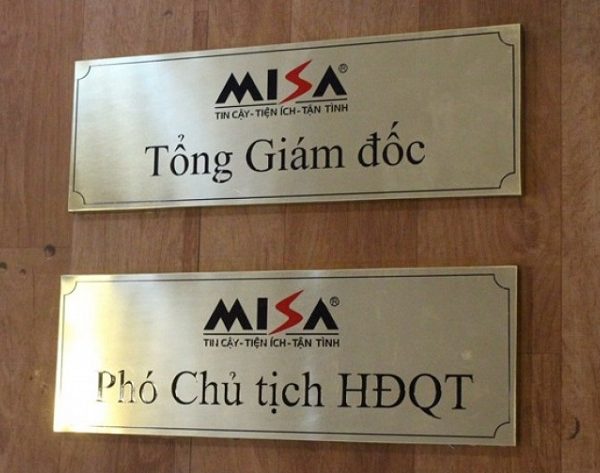 MISA®
TIN CẬY-TIỆN ÍCH-TẬN TÌNH
Tổng Giám đốc
MISA®
TIN CẬY-TIỆN ÍCH-TẬN TÌNH
Phó Chủ tịch HĐQT